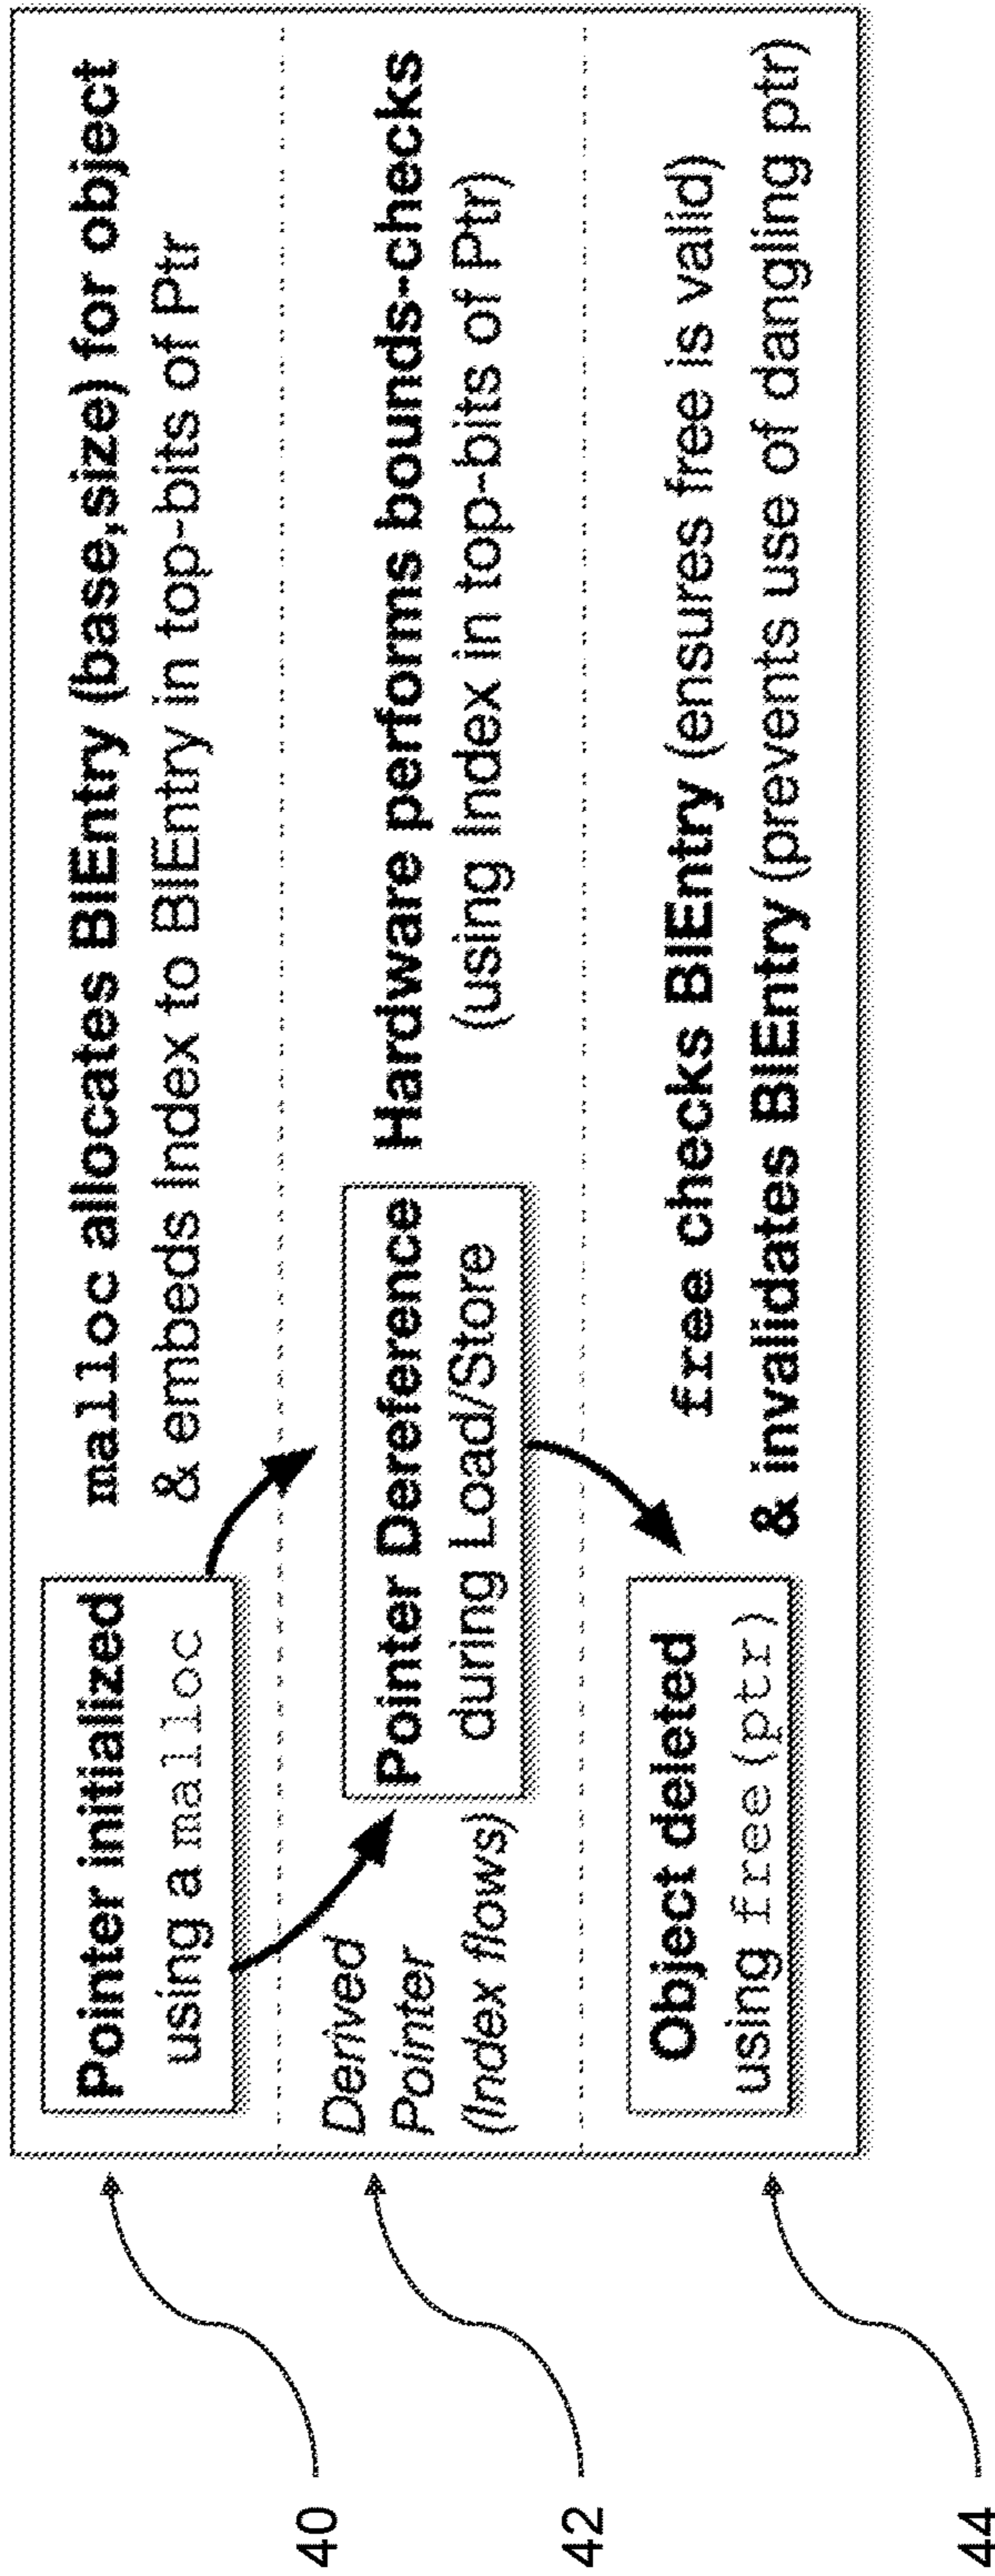 40
Pointer initialized
using a malloc
malloc allocates BIEntry (base,size) for object
& embeds Index to BIEntry in top-bits of Ptr
42
Derived
Pointer
(Index flows)
Pointer Dereference
during Load/Store
Hardware performs bounds-checks
(using Index in top-bits of Ptr)
44
Object deleted
using free(ptr)
free checks BIEntry (ensures free is valid)
& invalidates BIEntry (prevents use of dangling ptr)